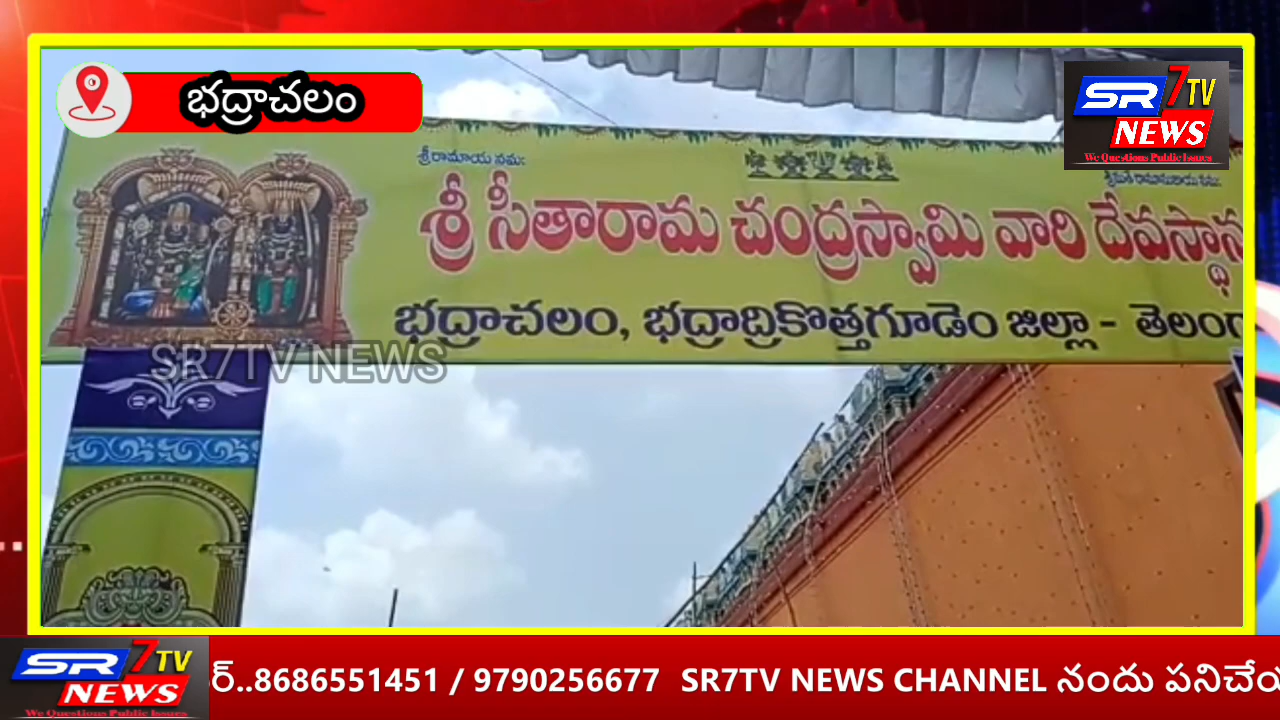 భద్రాచలం
SR 7TV
NEWS
We Questions Public Issues
శ్రీరామాయ నమః
శ్రీ సీతారామ చంద్రస్వామి వారి దేవస్థాన
భద్రాచలం, భద్రాద్రికొత్తగూడెం జిల్లా - తెలంగ
SR7TV NEWS
SR 7TV
NEWS
We Questions Public Issues
ర్..8686551451 / 9790256677 SR7TV NEWS CHANNEL నందు పనిచేయ